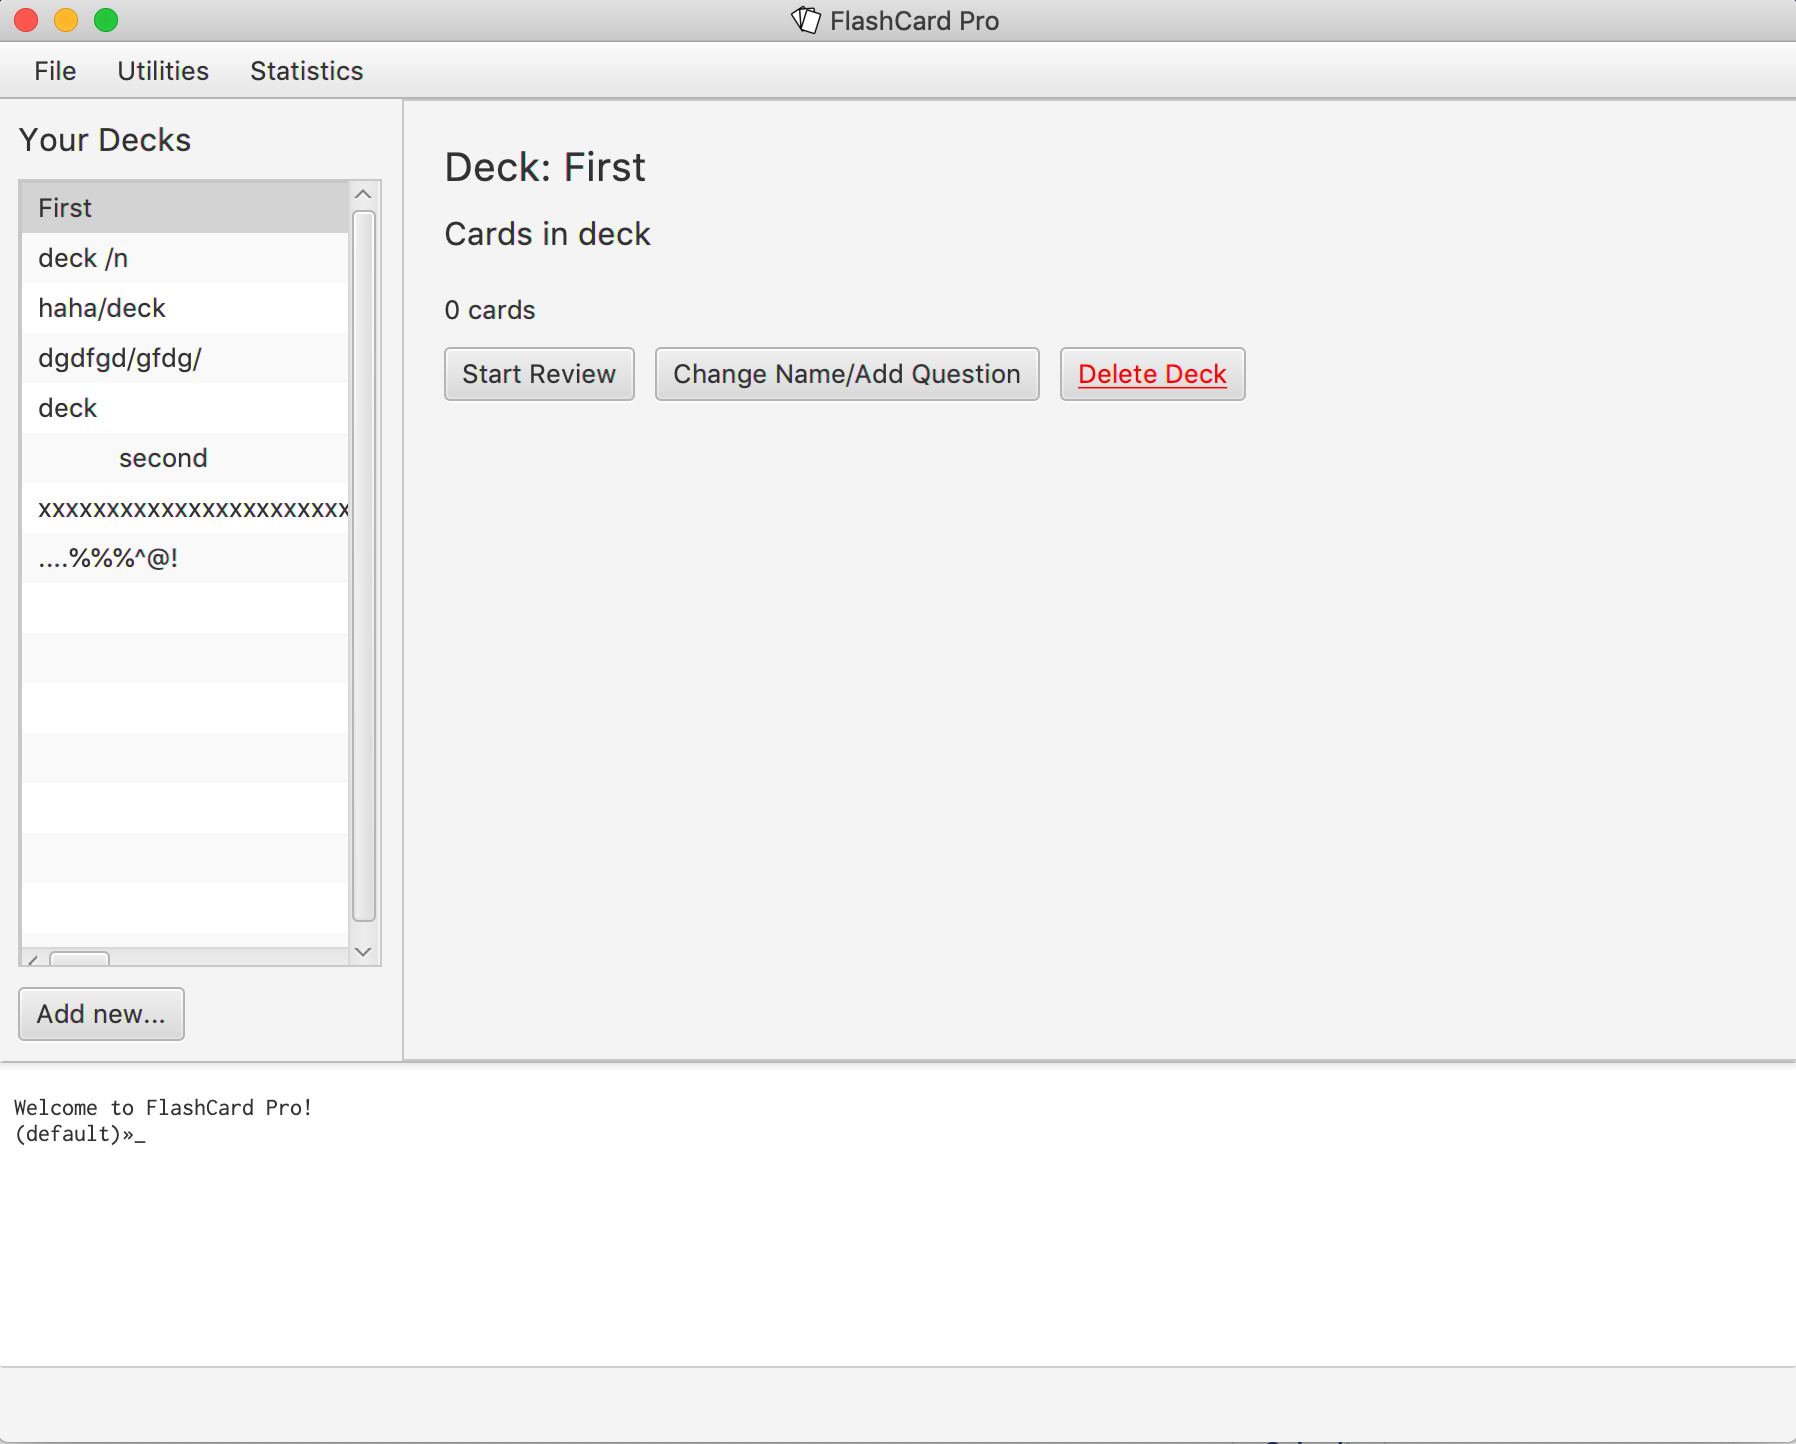 FlashCard Pro
File Utilities Statistics
Your Decks
First
deck /n
haha/deck
dgdfgd/gfdg/
deck
second
xxxxxxxxxxxxxxxxxxxxxxx
....%%%^@!
Add new...
Deck: First
Cards in deck
0 cards
Start Review Change Name/Add Question Delete Deck
Welcome to FlashCard Pro!
(default)»_